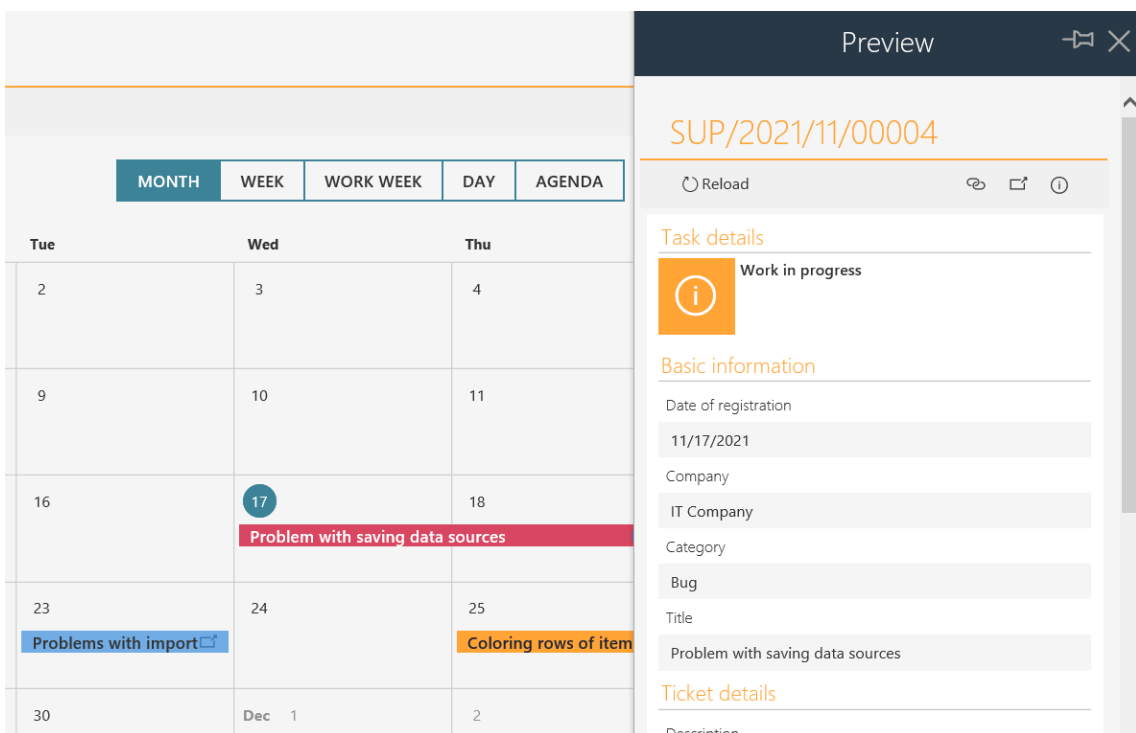 Preview
SUP/2021/11/00004
MONTH WEEK WORK WEEK DAY AGENDA
Reload
Tue Wed Thu
Task details
Work in progress
2 3 4
Basic information
Date of registration
9 10 11
11/17/2021
Company
16 17 18
IT Company
Problem with saving data sources
Category
Bug
23 24 25
Title
Problems with import Coloring rows of item
Problem with saving data sources
Ticket details
30 Dec 1 2
Description